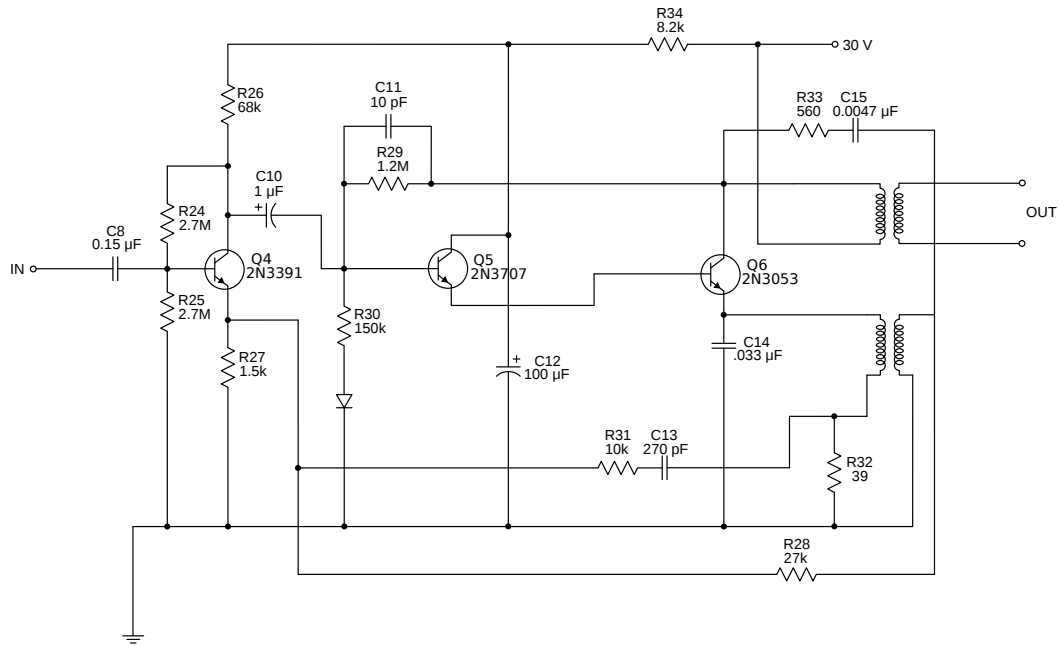 R34
8.2k
30 V
R26
68k
C11
10 pF
R33
560
C15
0.0047 µF
R29
1.2M
C10
1 µF
+
R24
2.7M
OUT
C8
0.15 µF
IN
Q4
2N3391
Q5
2N3707
Q6
2N3053
R25
2.7M
R30
150k
C14
.033 µF
R27
1.5k
+
C12
100 µF
R31
10k
C13
270 pF
R32
39
R28
27k